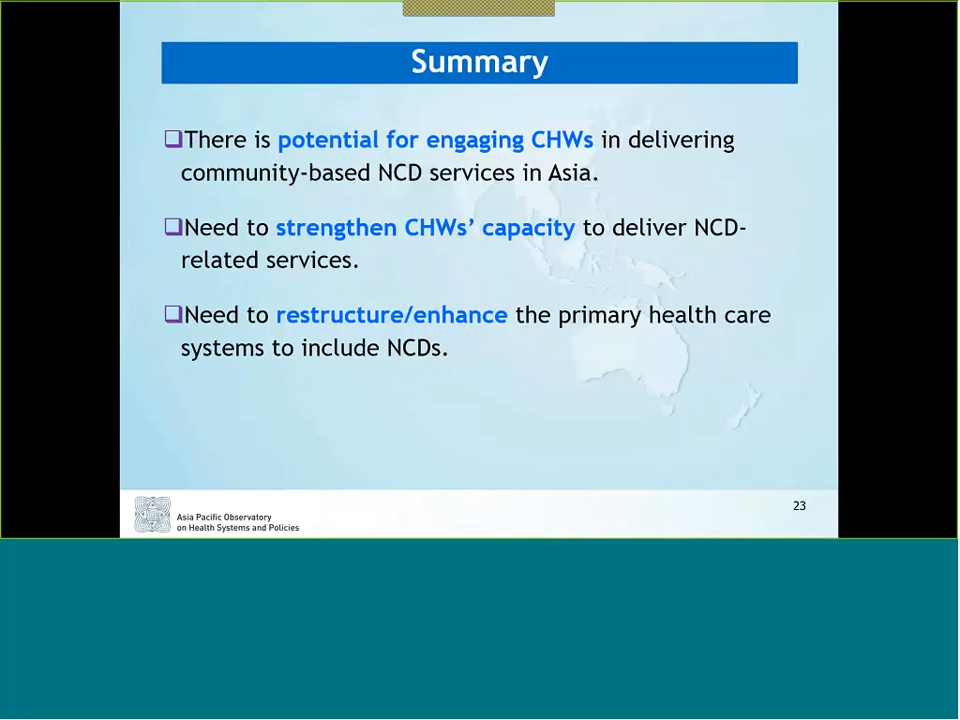 Summary
❑There is potential for engaging CHWs in delivering
community-based NCD services in Asia.
❑Need to strengthen CHWs’ capacity to deliver NCD-
related services.
❑Need to restructure/enhance the primary health care
systems to include NCDs.
Asia Pacific Observatory
on Health Systems and Policies
23